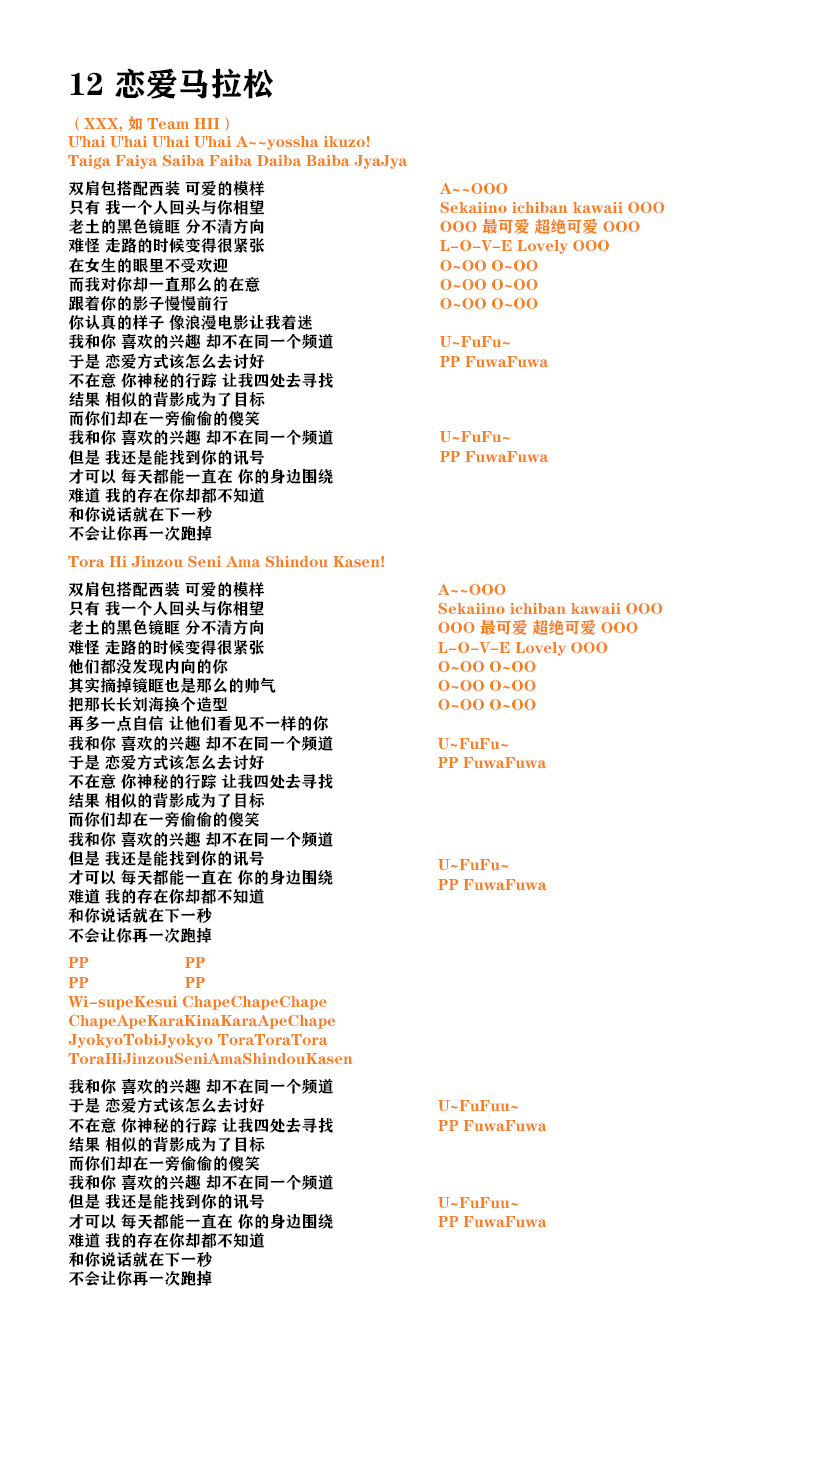 12 恋爱马拉松
（XXX, 如 Team HII）
U'hai U'hai U'hai U'hai A~~yossha ikuzo!
Taiga Faiya Saiba Faiba Daiba Baiba JyaJya
双肩包搭配西装 可爱的模样 A~~OOO
只有 我一个人回头与你相望 Sekaiino ichiban kawaii OOO
老土的黑色镜眶 分不清方向 OOO 最可爱 超绝可爱 OOO
难怪 走路的时候变得很紧张 L-O-V-E Lovely OOO
在女生的眼里不受欢迎 O~OO O~OO
而我对你却一直那么的在意 O~OO O~OO
跟着你的影子慢慢前行 O~OO O~OO
你认真的样子 像浪漫电影让我着迷
我和你 喜欢的兴趣 却不在同一个频道 U~FuFu~
于是 恋爱方式该怎么去讨好 PP FuwaFuwa
不在意 你神秘的行踪 让我四处去寻找
结果 相似的背影成为了目标
而你们却在一旁偷偷的傻笑
我和你 喜欢的兴趣 却不在同一个频道 U~FuFu~
但是 我还是能找到你的讯号 PP FuwaFuwa
才可以 每天都能一直在 你的身边围绕
难道 我的存在你却都不知道
和你说话就在下一秒
不会让你再一次跑掉
Tora Hi Jinzou Seni Ama Shindou Kasen!
双肩包搭配西装 可爱的模样 A~~OOO
只有 我一个人回头与你相望 Sekaiino ichiban kawaii OOO
老土的黑色镜眶 分不清方向 OOO 最可爱 超绝可爱 OOO
难怪 走路的时候变得很紧张 L-O-V-E Lovely OOO
他们都没发现内向的你 O~OO O~OO
其实摘掉镜眶也是那么的帅气 O~OO O~OO
把那长长刘海换个造型 O~OO O~OO
再多一点自信 让他们看见不一样的你
我和你 喜欢的兴趣 却不在同一个频道 U~FuFu~
于是 恋爱方式该怎么去讨好 PP FuwaFuwa
不在意 你神秘的行踪 让我四处去寻找
结果 相似的背影成为了目标
而你们却在一旁偷偷的傻笑
我和你 喜欢的兴趣 却不在同一个频道
但是 我还是能找到你的讯号 U~FuFu~
才可以 每天都能一直在 你的身边围绕 PP FuwaFuwa
难道 我的存在你却都不知道
和你说话就在下一秒
不会让你再一次跑掉
PP PP
PP PP
Wi-supeKesui ChapeChapeChape
ChapeApeKaraKinaKaraApeChape
JyokyoTobiJyokyo ToraToraTora
ToraHiJinzouSeniAmaShindouKasen
我和你 喜欢的兴趣 却不在同一个频道
于是 恋爱方式该怎么去讨好 U~FuFuu~
不在意 你神秘的行踪 让我四处去寻找 PP FuwaFuwa
结果 相似的背影成为了目标
而你们却在一旁偷偷的傻笑
我和你 喜欢的兴趣 却不在同一个频道
但是 我还是能找到你的讯号 U~FuFuu~
才可以 每天都能一直在 你的身边围绕 PP FuwaFuwa
难道 我的存在你却都不知道
和你说话就在下一秒
不会让你再一次跑掉